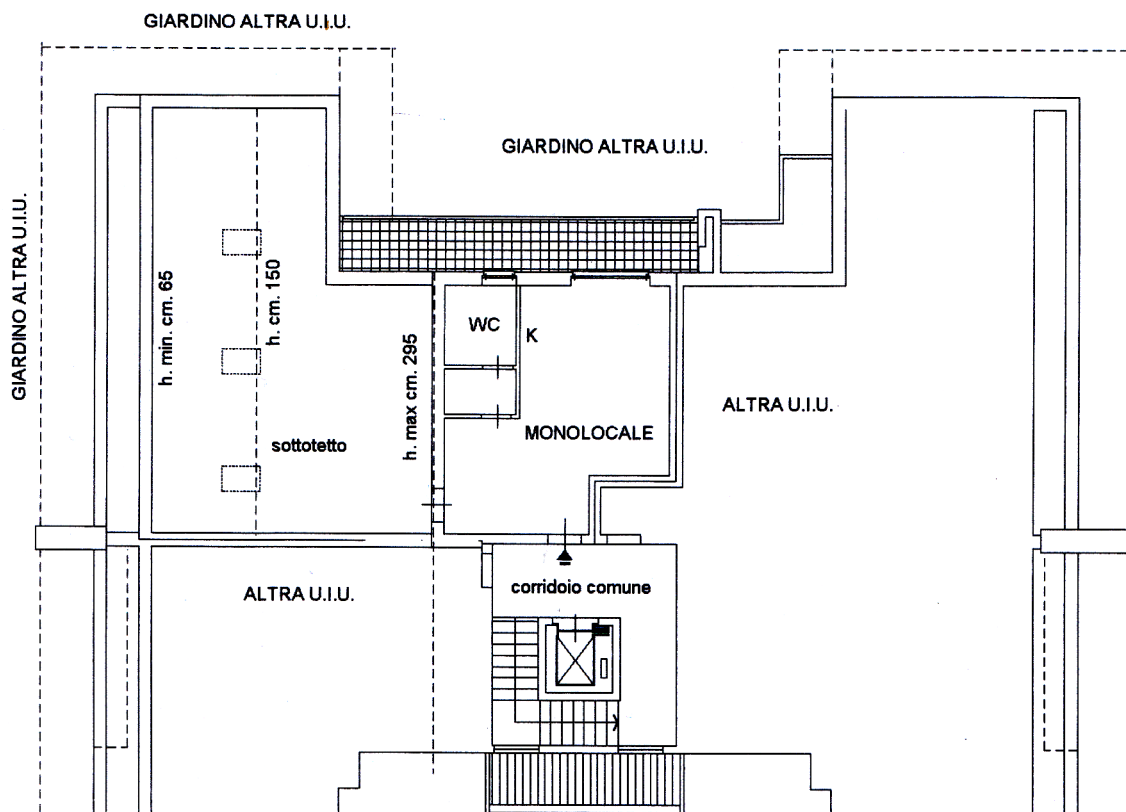 GIARDINO ALTRA U.I.U.
GIARDINO ALTRA U.I.U.
GIARDINO ALTRA U.I.U.
h. min. cm. 65
h. cm. 150
h. max cm. 295
WC
K
ALTRA U.I.U.
MONOLOCALE
sottotetto
corridoio comune
ALTRA U.I.U.